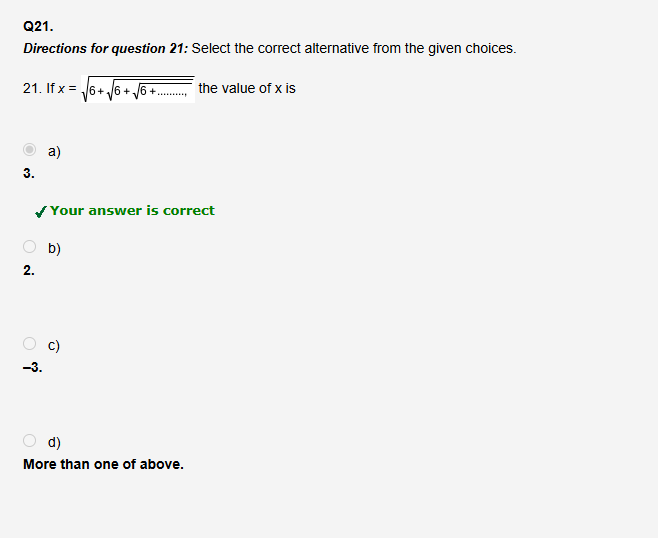 Q21.
Directions for question 21: Select the correct alternative from the given choices.
21. If x = √6 + √6 + √6 + .........., the value of x is
a)
3.
✓Your answer is correct
b)
2.
c)
–3.
d)
More than one of above.